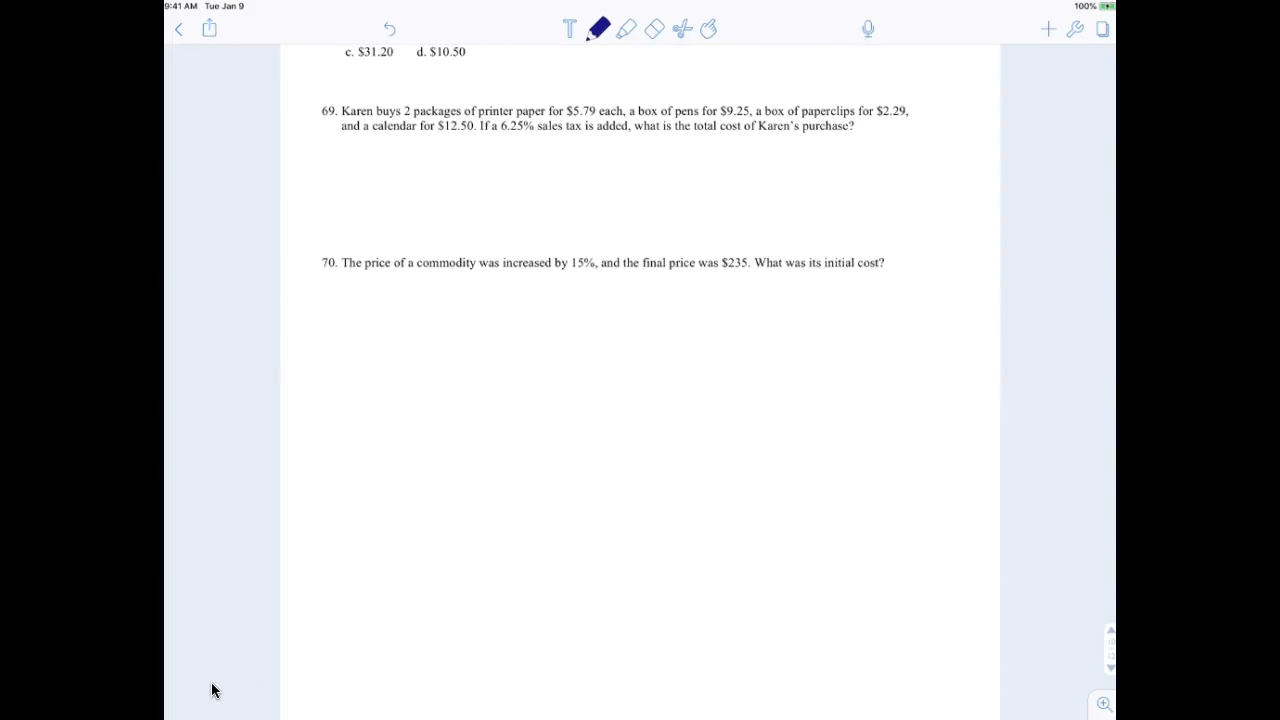 9:41 AM Tue Jan 9
100%
T
c. $31.20 d. $10.50
69. Karen buys 2 packages of printer paper for $5.79 each, a box of pens for $9.25, a box of paperclips for $2.29,
and a calendar for $12.50. If a 6.25% sales tax is added, what is the total cost of Karen's purchase?
70. The price of a commodity was increased by 15%, and the final price was $235. What was its initial cost?